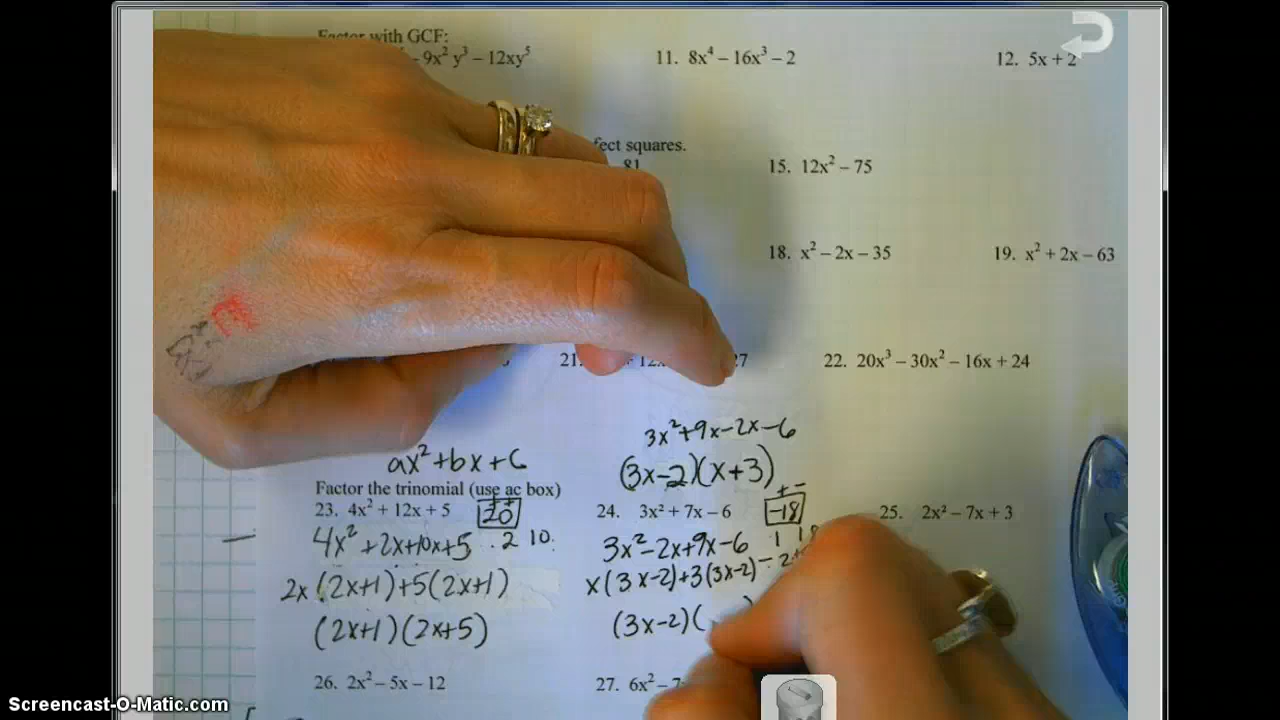 Factor with GCF:
- 9x² y³ – 12xy⁵
11. 8x⁴ – 16x³ – 2
12. 5x + 2
fect squares.
81
15. 12x² – 75
18. x² – 2x – 35
19. x² + 2x – 63
21.
+ 12x
27
22. 20x³ – 30x² – 16x + 24
3x²+9x-2x-6
(3x-2)(x+3)
ax²+bx+c
Factor the trinomial (use ac box)
+ +
+ -
23. 4x² + 12x + 5
20
24. 3x² + 7x – 6
-18
25. 2x² – 7x + 3
4x²+2x+10x+5
2 10
3x²-2x+9x-6
1 18
2x(2x+1)+5(2x+1)
x(3x-2)+3(3x-2)
- 2
(2x+1)(2x+5)
(3x-2)(
26. 2x² – 5x – 12
27. 6x² – 7
SCREENCAST-O-MATIC.com